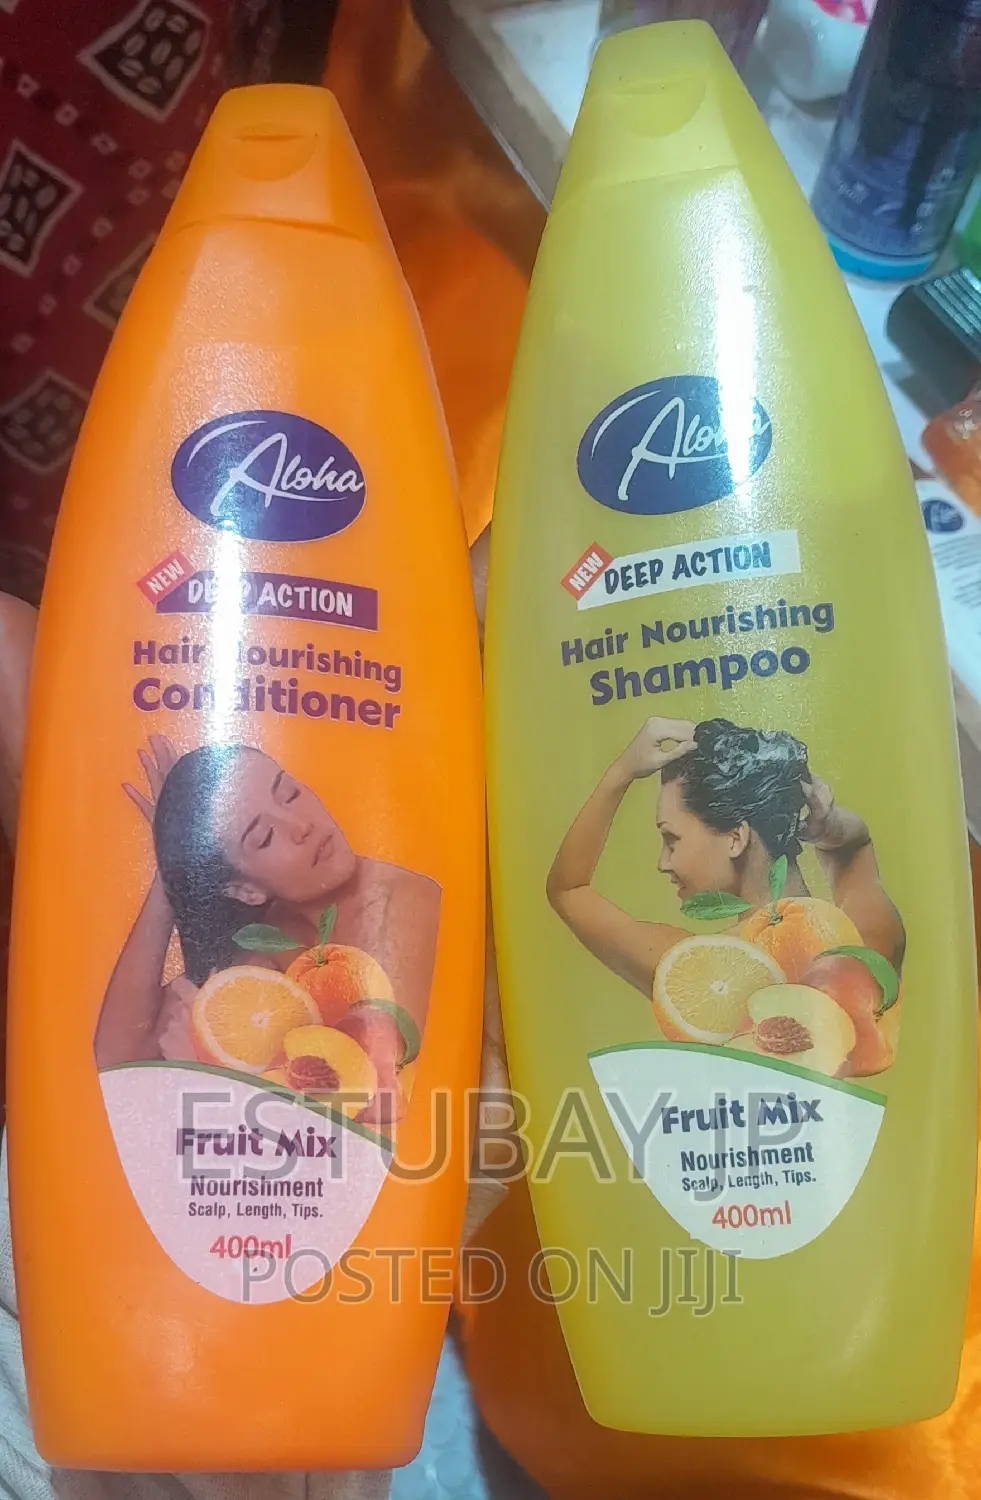 Aloha
NEW
DEEP ACTION
Hair Nourishing
Conditioner
Fruit Mix
Nourishment
Scalp, Length, Tips.
400ml
Aloha
NEW
DEEP ACTION
Hair Nourishing
Shampoo
Fruit Mix
Nourishment
Scalp, Length, Tips.
400ml
ESTUBAY JP
POSTED ON JIJI